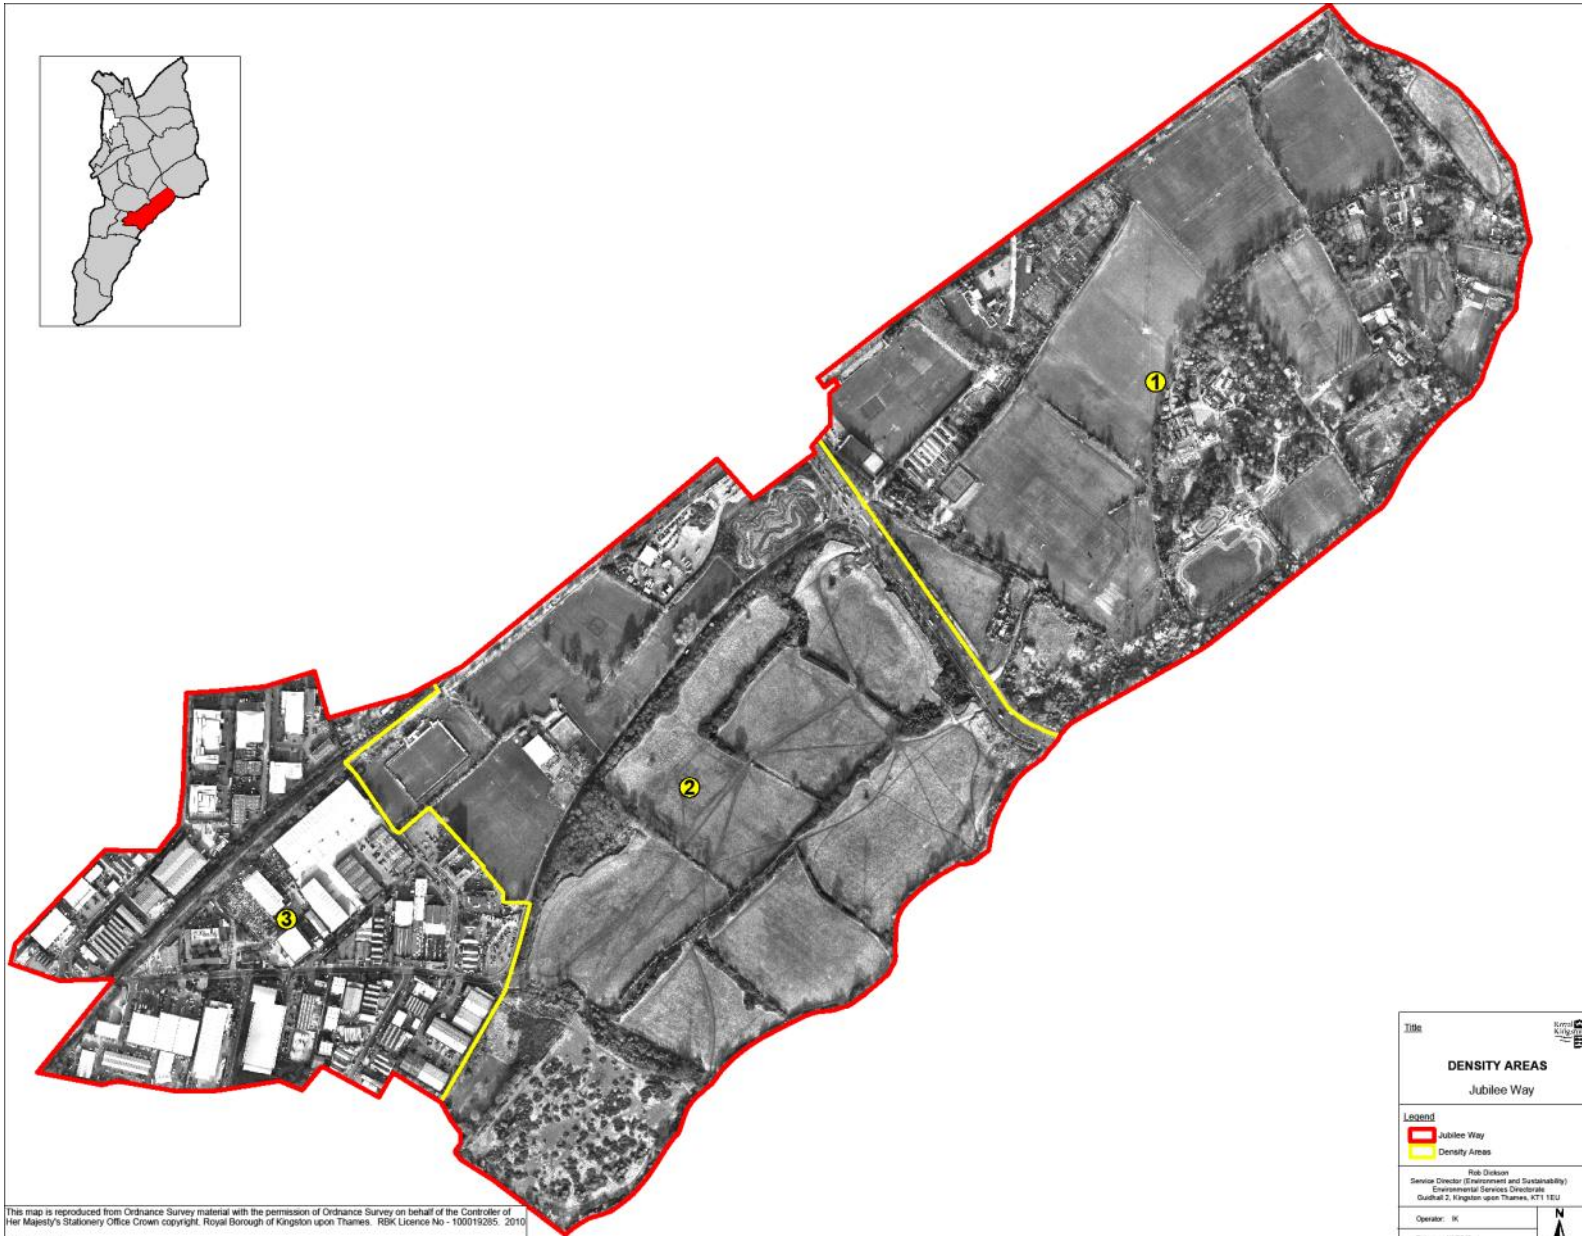 1
2
3
Title
DENSITY AREAS
Jubilee Way
Legend
Jubilee Way
Density Areas
Rob Dickson
Service Director (Environment and Sustainability)
Environmental Services Directorate
Guildhall 2, Kingston upon Thames, KT1 1EU
Operator: IK
N
This map is reproduced from Ordnance Survey material with the permission of Ordnance Survey on behalf of the Controller of
Her Majesty's Stationery Office Crown copyright. Royal Borough of Kingston upon Thames. RBK Licence No - 100019285. 2010